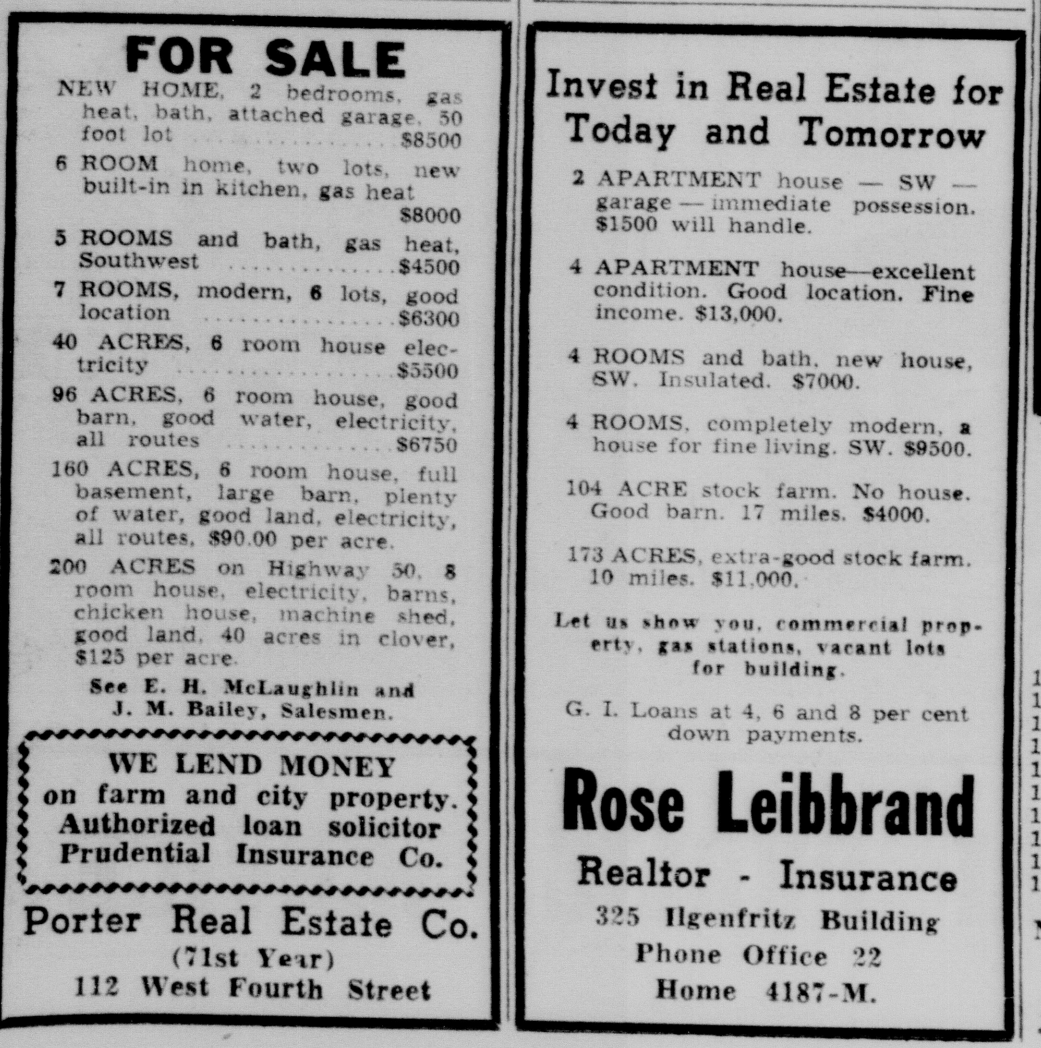 FOR SALE
NEW HOME, 2 bedrooms, gas
heat, bath, attached garage, 50
foot lot .............. $8500
6 ROOM home, two lots, new
built-in in kitchen, gas heat
$8000
5 ROOMS and bath, gas heat,
Southwest .............. $4500
7 ROOMS, modern, 6 lots, good
location .............. $6300
40 ACRES, 6 room house elec-
tricity .............. $5500
96 ACRES, 6 room house, good
barn, good water, electricity,
all routes .............. $6750
160 ACRES, 6 room house, full
basement, large barn, plenty
of water, good land, electricity,
all routes, $90.00 per acre.
200 ACRES on Highway 50, 8
room house, electricity, barns,
chicken house, machine shed,
good land, 40 acres in clover,
$125 per acre.
See E. H. McLaughlin and
J. M. Bailey, Salesmen.
WE LEND MONEY
on farm and city property.
Authorized loan solicitor
Prudential Insurance Co.
Porter Real Estate Co.
(71st Year)
112 West Fourth Street
Invest in Real Estate for
Today and Tomorrow
2 APARTMENT house — SW —
garage — immediate possession.
$1500 will handle.
4 APARTMENT house—excellent
condition. Good location. Fine
income. $13,000.
4 ROOMS and bath, new house,
SW. Insulated. $7000.
4 ROOMS, completely modern, a
house for fine living. SW. $9500.
104 ACRE stock farm. No house.
Good barn. 17 miles. $4000.
173 ACRES, extra-good stock farm.
10 miles. $11,000.
Let us show you, commercial prop-
erty, gas stations, vacant lots
for building.
G. I. Loans at 4, 6 and 8 per cent
down payments.
Rose Leibbrand
Realtor - Insurance
325 Ilgenfritz Building
Phone Office 22
Home 4187-M.